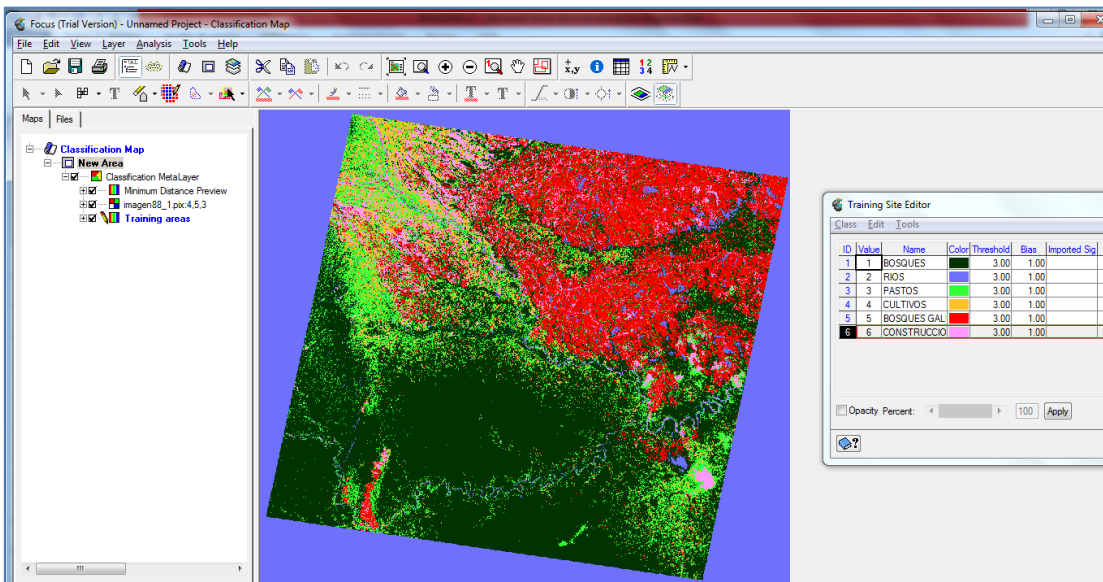 Focus (Trial Version) - Unnamed Project - Classification Map
File Edit View Layer Analysis Tools Help
Maps Files
Classification Map
New Area
Classification MetaLayer
Minimum Distance Preview
imagen88_1.pix:4,5,3
Training areas
Training Site Editor
Class Edit Tools
ID Value Name Color Threshold Bias Imported Sig
1 1 BOSQUES 3.00 1.00
2 2 RIOS 3.00 1.00
3 3 PASTOS 3.00 1.00
4 4 CULTIVOS 3.00 1.00
5 5 BOSQUES GAL 3.00 1.00
6 6 CONSTRUCCIO 3.00 1.00
Opacity Percent: 100 Apply